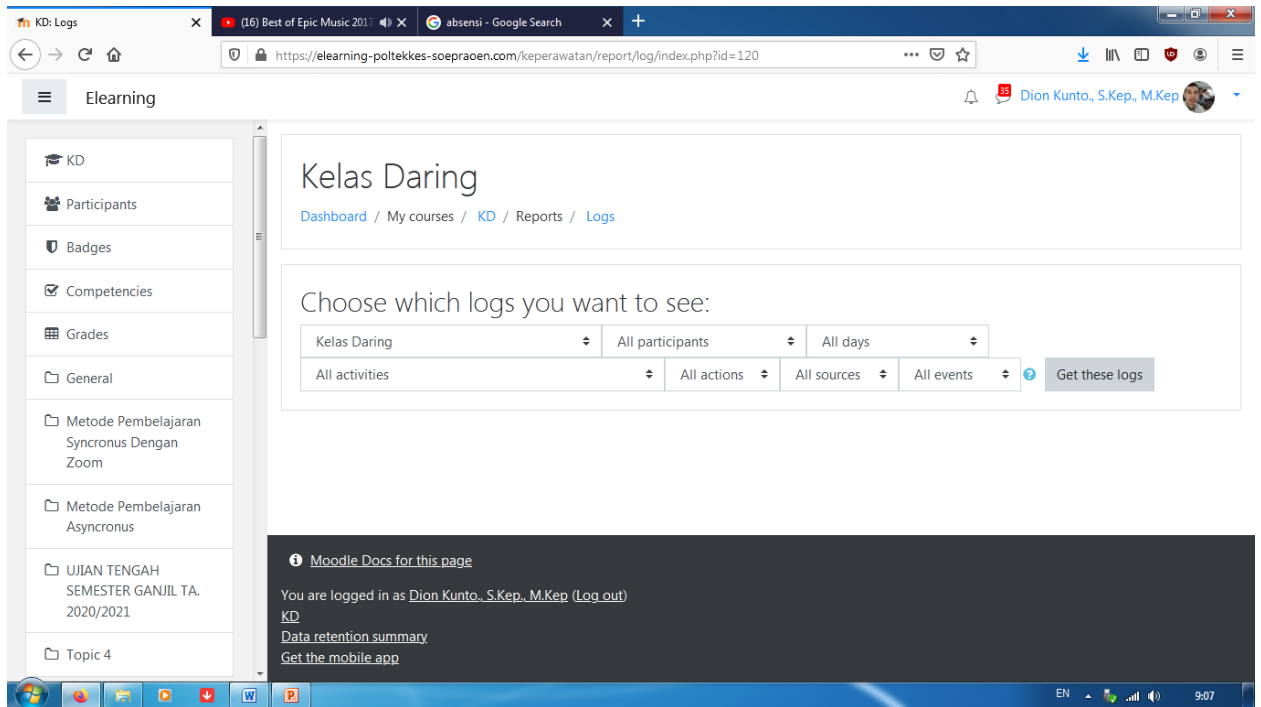 KD: Logs
(16) Best of Epic Music 2017
absensi - Google Search
https://elearning-poltekkes-soepraoen.com/keperawatan/report/log/index.php?id=120
Elearning
35
Dion Kunto., S.Kep., M.Kep
KD
Participants
Badges
Competencies
Grades
General
Metode Pembelajaran
Syncronus Dengan
Zoom
Metode Pembelajaran
Asyncronus
UJIAN TENGAH
SEMESTER GANJIL TA.
2020/2021
Topic 4
Kelas Daring
Dashboard / My courses / KD / Reports / Logs
Choose which logs you want to see:
Kelas Daring All participants All days
All activities All actions All sources All events ? Get these logs
Moodle Docs for this page
You are logged in as Dion Kunto., S.Kep., M.Kep (Log out)
KD
Data retention summary
Get the mobile app
EN 9:07